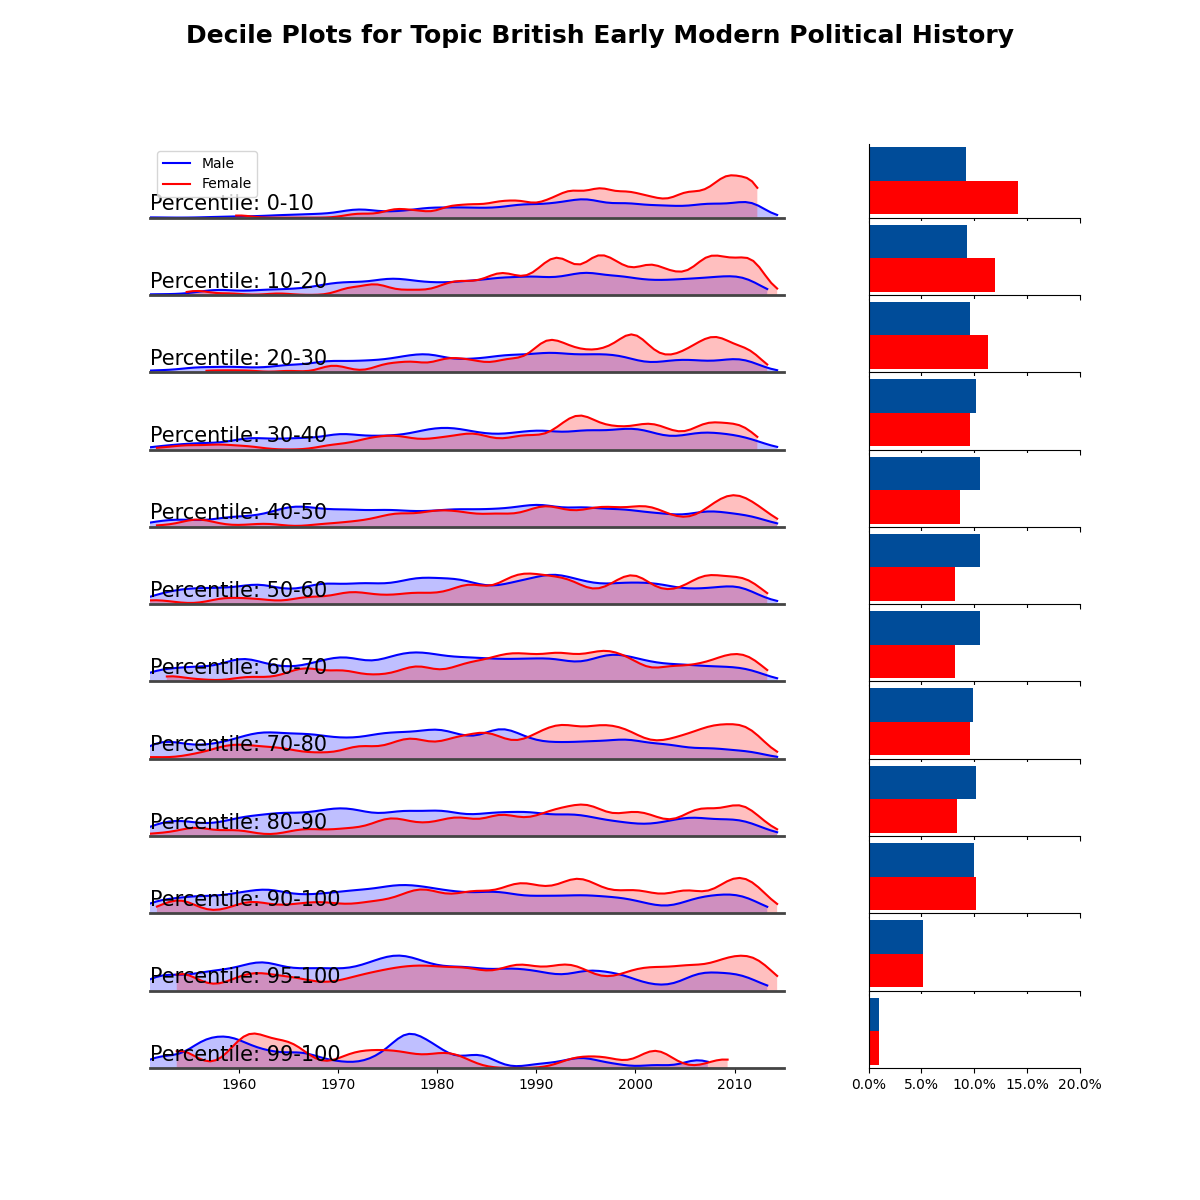 Decile Plots for Topic British Early Modern Political History
Male
Female
Percentile: 0-10
Percentile: 10-20
Percentile: 20-30
Percentile: 30-40
Percentile: 40-50
Percentile: 50-60
Percentile: 60-70
Percentile: 70-80
Percentile: 80-90
Percentile: 90-100
Percentile: 95-100
Percentile: 99-100
1960 1970 1980 1990 2000 2010
0.0% 5.0% 10.0% 15.0% 20.0%